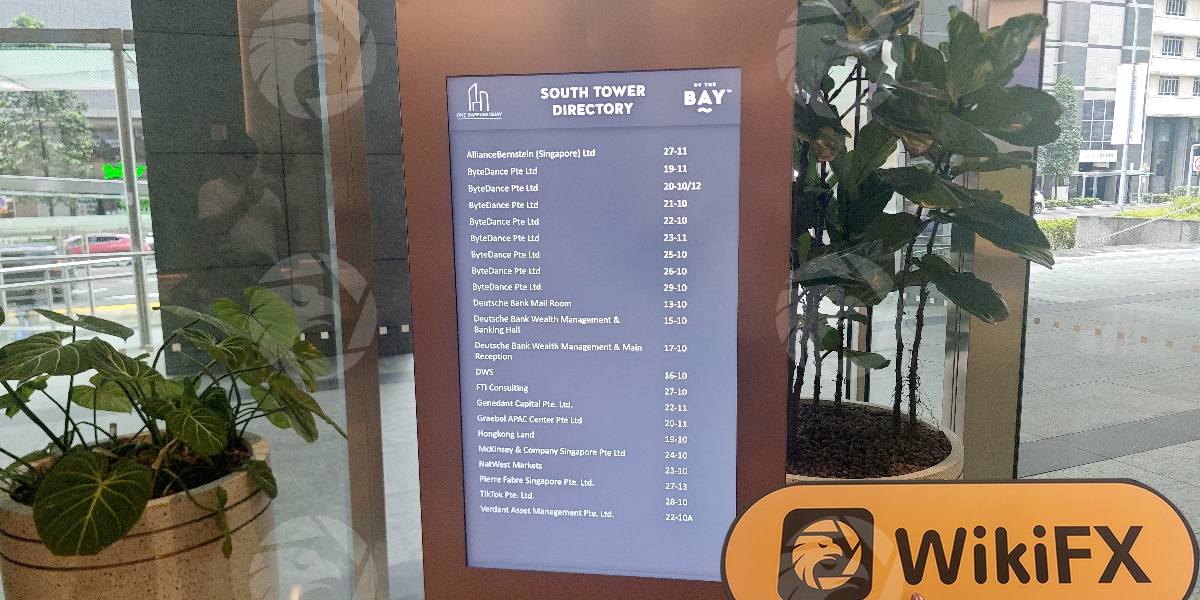 ONE RAFFLES QUAY
SOUTH TOWER
DIRECTORY
BY THE
BAY™
AllianceBernstein (Singapore) Ltd 27-11
ByteDance Pte Ltd 19-11
ByteDance Pte Ltd 20-10/12
ByteDance Pte Ltd 21-10
ByteDance Pte Ltd 22-10
ByteDance Pte Ltd 23-11
ByteDance Pte Ltd 25-10
ByteDance Pte Ltd 26-10
ByteDance Pte Ltd 29-10
Deutsche Bank Mail Room 13-10
Deutsche Bank Wealth Management & 15-10
Banking Hall
Deutsche Bank Wealth Management & Main 17-10
Reception
DWS 16-10
FTI Consulting 27-10
Genedant Capital Pte. Ltd. 22-11
Graebel APAC Center Pte Ltd 20-11
Hongkong Land 19-10
McKinsey & Company Singapore Pte Ltd 24-10
NatWest Markets 23-10
Pierre Fabre Singapore Pte. Ltd. 27-13
TikTok Pte. Ltd. 28-10
Verdant Asset Management Pte. Ltd. 22-10A
WikiFX